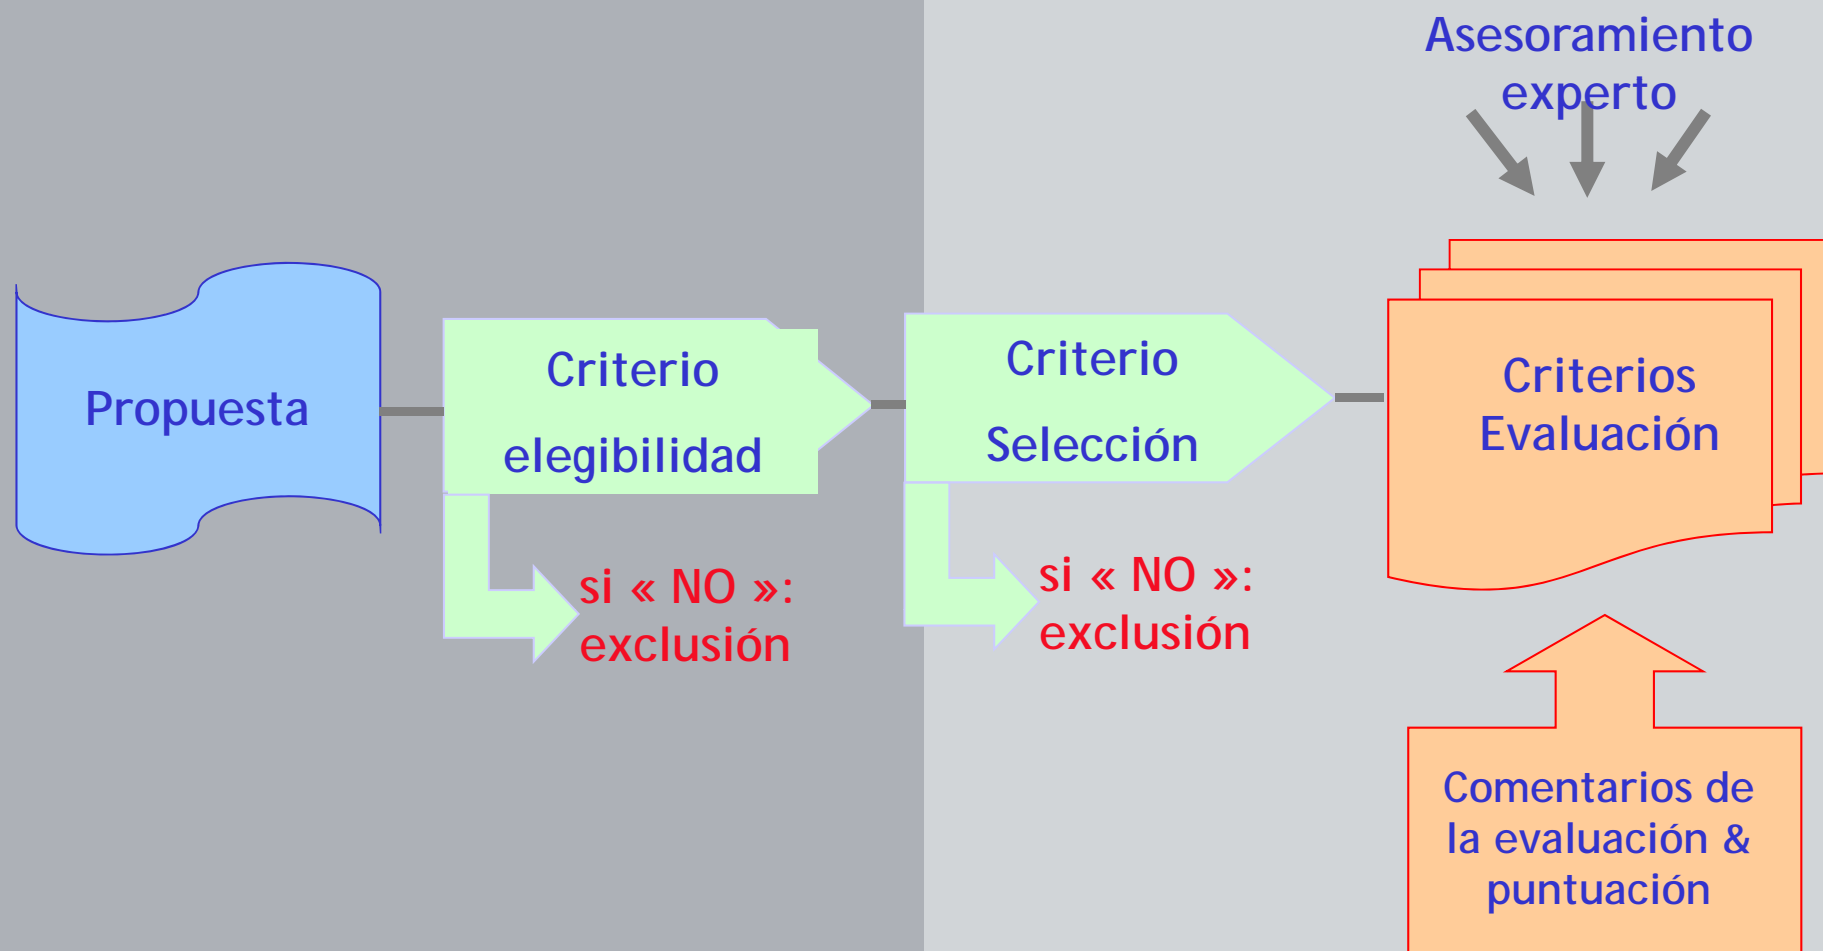 Asesoramiento
experto
Propuesta
Criterio
elegibilidad
si « NO »:
exclusión
Criterio
Selección
si « NO »:
exclusión
Criterios
Evaluación
Comentarios de
la evaluación &
puntuación